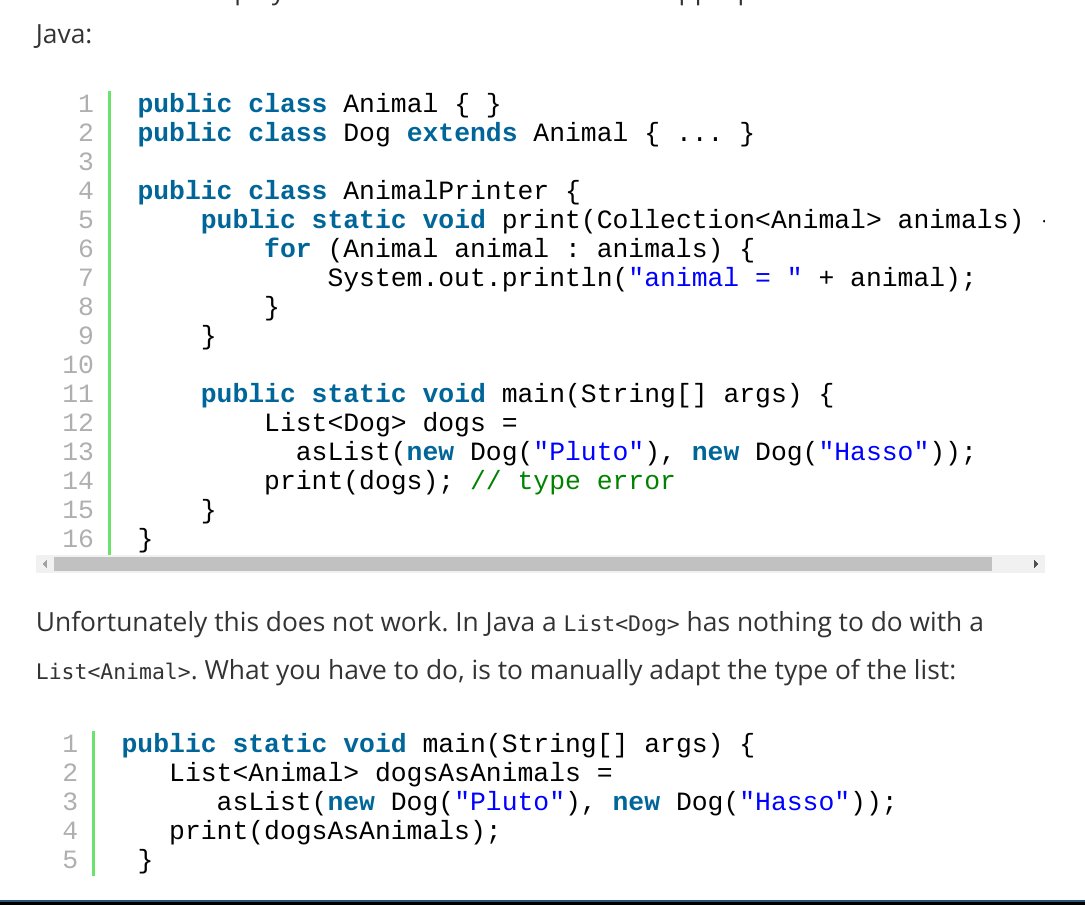 Java:
1 public class Animal { }
2 public class Dog extends Animal { ... }
3
4 public class AnimalPrinter {
5     public static void print(Collection<Animal> animals)
6         for (Animal animal : animals) {
7             System.out.println("animal = " + animal);
8         }
9     }
10
11     public static void main(String[] args) {
12         List<Dog> dogs =
13           asList(new Dog("Pluto"), new Dog("Hasso"));
14         print(dogs); // type error
15     }
16 }
Unfortunately this does not work. In Java a List<Dog> has nothing to do with a
List<Animal>. What you have to do, is to manually adapt the type of the list:
1 public static void main(String[] args) {
2    List<Animal> dogsAsAnimals =
3       asList(new Dog("Pluto"), new Dog("Hasso"));
4    print(dogsAsAnimals);
5  }